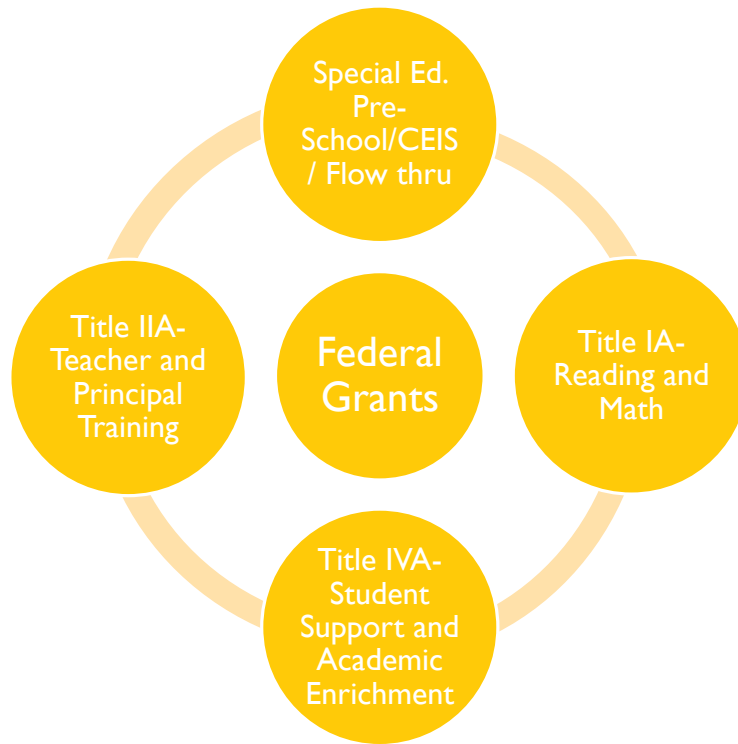 Special Ed.
Pre-
School/CEIS
/ Flow thru
Title IIA-
Teacher and
Principal
Training
Federal
Grants
Title IA-
Reading and
Math
Title IVA-
Student
Support and
Academic
Enrichment